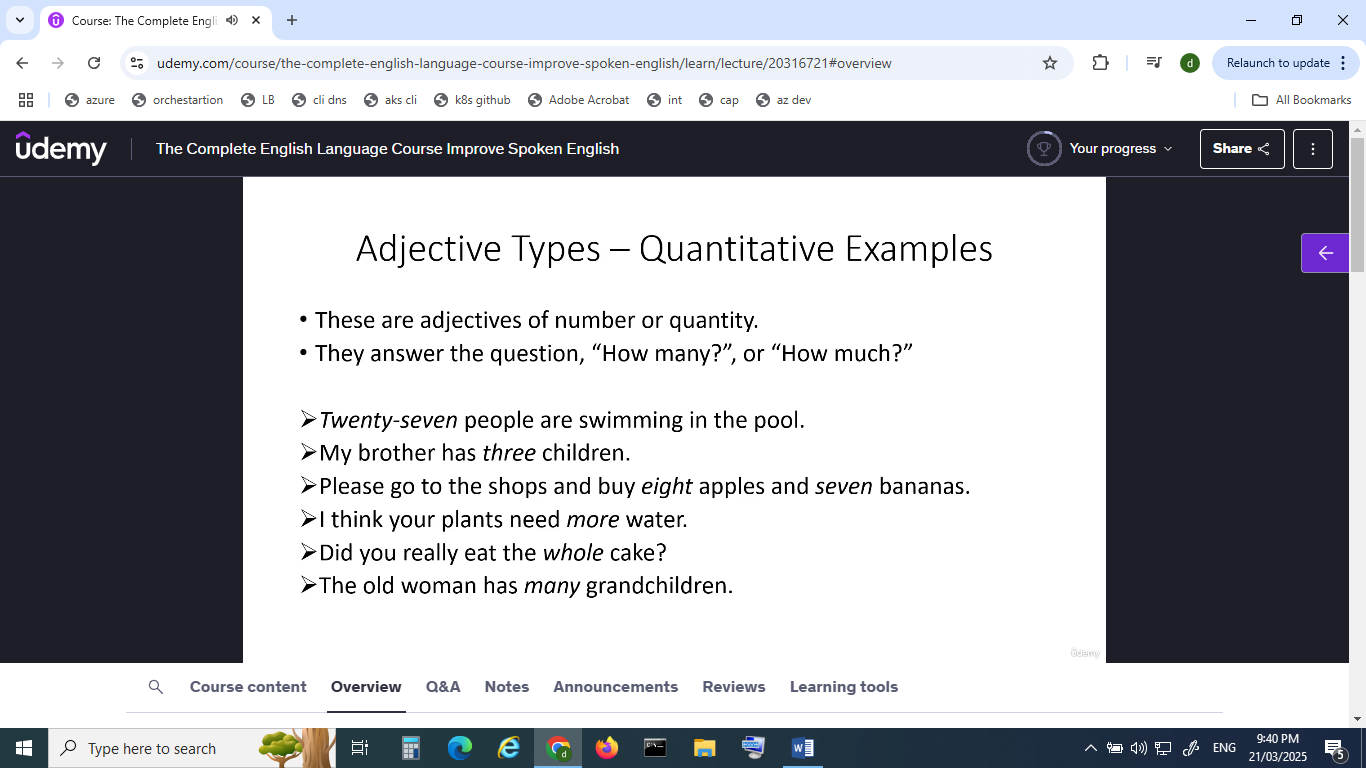 Course: The Complete Engli
udemy.com/course/the-complete-english-language-course-improve-spoken-english/learn/lecture/20316721#overview
d
Relaunch to update
azure
orchestartion
LB
cli dns
aks cli
k8s github
Adobe Acrobat
int
cap
az dev
All Bookmarks
udemy
The Complete English Language Course Improve Spoken English
Your progress
Share
Adjective Types – Quantitative Examples
• These are adjectives of number or quantity.
• They answer the question, “How many?”, or “How much?”
➢Twenty-seven people are swimming in the pool.
➢My brother has three children.
➢Please go to the shops and buy eight apples and seven bananas.
➢I think your plants need more water.
➢Did you really eat the whole cake?
➢The old woman has many grandchildren.
udemy
Course content
Overview
Q&A
Notes
Announcements
Reviews
Learning tools
Type here to search
ENG
9:40 PM
21/03/2025
5